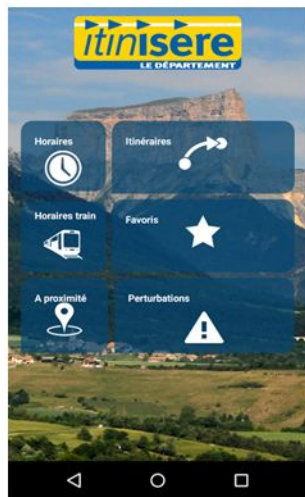 itinisère
LE DÉPARTEMENT
Horaires
Itinéraires
Horaires train
Favoris
A proximité
Perturbations